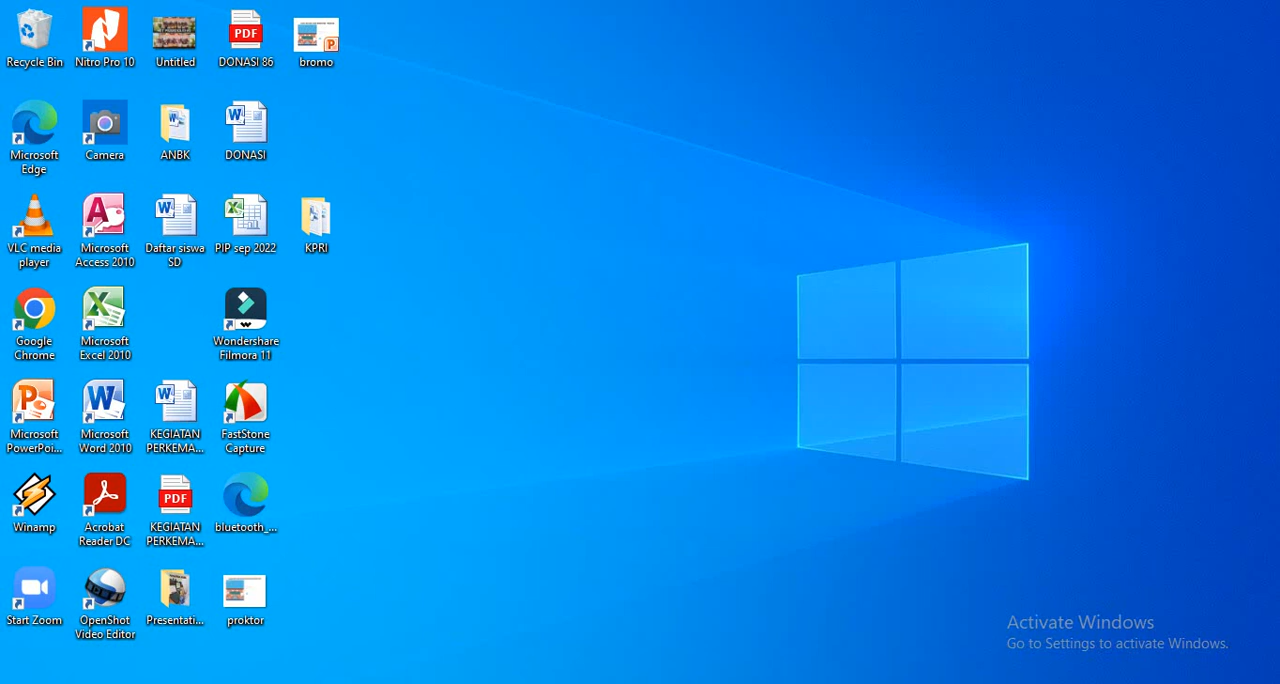 Recycle Bin
Nitro Pro 10
Untitled
PDF
DONASI 86
bromo
Microsoft
Edge
Camera
ANBK
DONASI
VLC media
player
Microsoft
Access 2010
Daftar siswa
SD
PIP sep 2022
KPRI
Google
Chrome
Microsoft
Excel 2010
Wondershare
Filmora 11
Microsoft
PowerPoi...
Microsoft
Word 2010
KEGIATAN
PERKEMA...
FastStone
Capture
Winamp
Acrobat
Reader DC
PDF
KEGIATAN
PERKEMA...
bluetooth_...
Start Zoom
OpenShot
Video Editor
Presentati...
proktor
Activate Windows
Go to Settings to activate Windows.